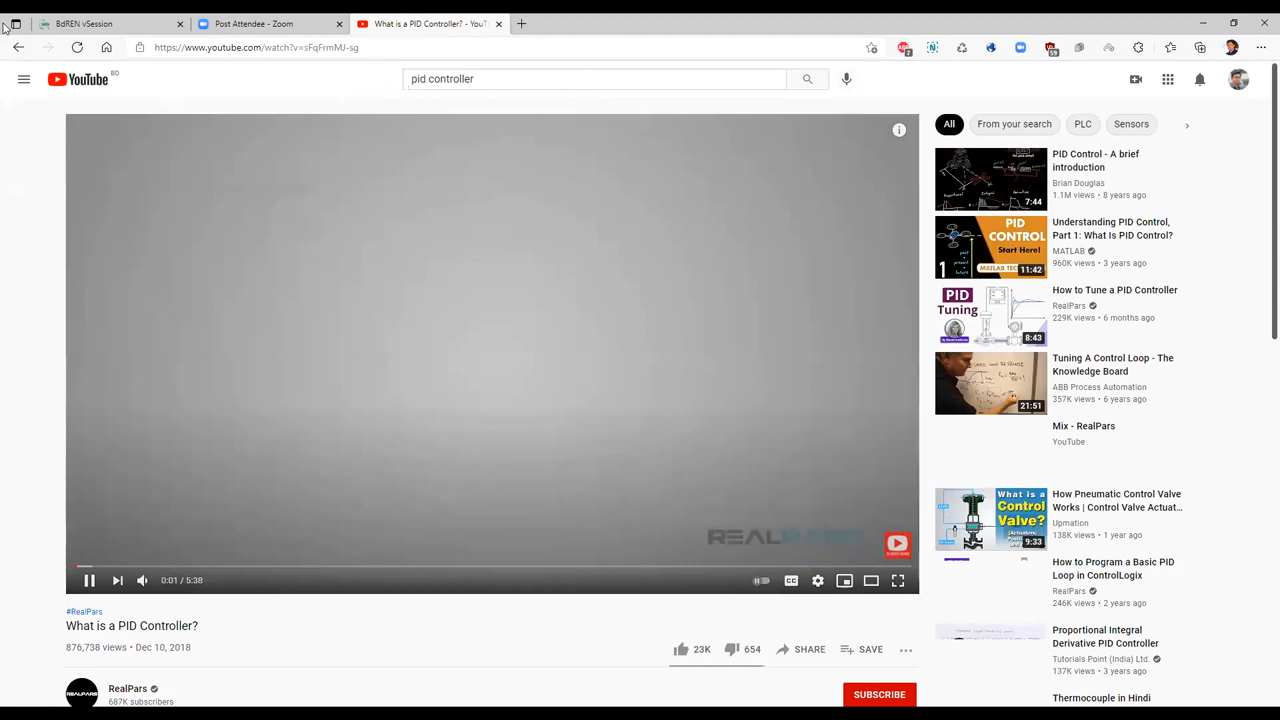 BdREN vSession
Post Attendee - Zoom
What is a PID Controller? - YouT
https://www.youtube.com/watch?v=sFqFrmMJ-sg
2
59
YouTube
BD
pid controller
All
From your search
PLC
Sensors
PID Control - A brief
introduction
Brian Douglas
1.1M views • 8 years ago
7:44
PID
CONTROL
Start Here!
1
MATLAB TEC
11:42
Understanding PID Control,
Part 1: What Is PID Control?
MATLAB
960K views • 3 years ago
PID
Tuning
8:43
How to Tune a PID Controller
RealPars
229K views • 6 months ago
21:51
Tuning A Control Loop - The
Knowledge Board
ABB Process Automation
357K views • 6 years ago
Mix - RealPars
YouTube
What is a
Control
Valve?
9:33
How Pneumatic Control Valve
Works | Control Valve Actuat...
Upmation
138K views • 1 year ago
How to Program a Basic PID
Loop in ControlLogix
RealPars
246K views • 2 years ago
Proportional Integral
Derivative PID Controller
Tutorials Point (India) Ltd.
137K views • 3 years ago
Thermocouple in Hindi
REALPARS
0:01 / 5:38
CC
#RealPars
What is a PID Controller?
876,738 views • Dec 10, 2018
23K
654
SHARE
SAVE
REALPARS
RealPars
687K subscribers
SUBSCRIBE